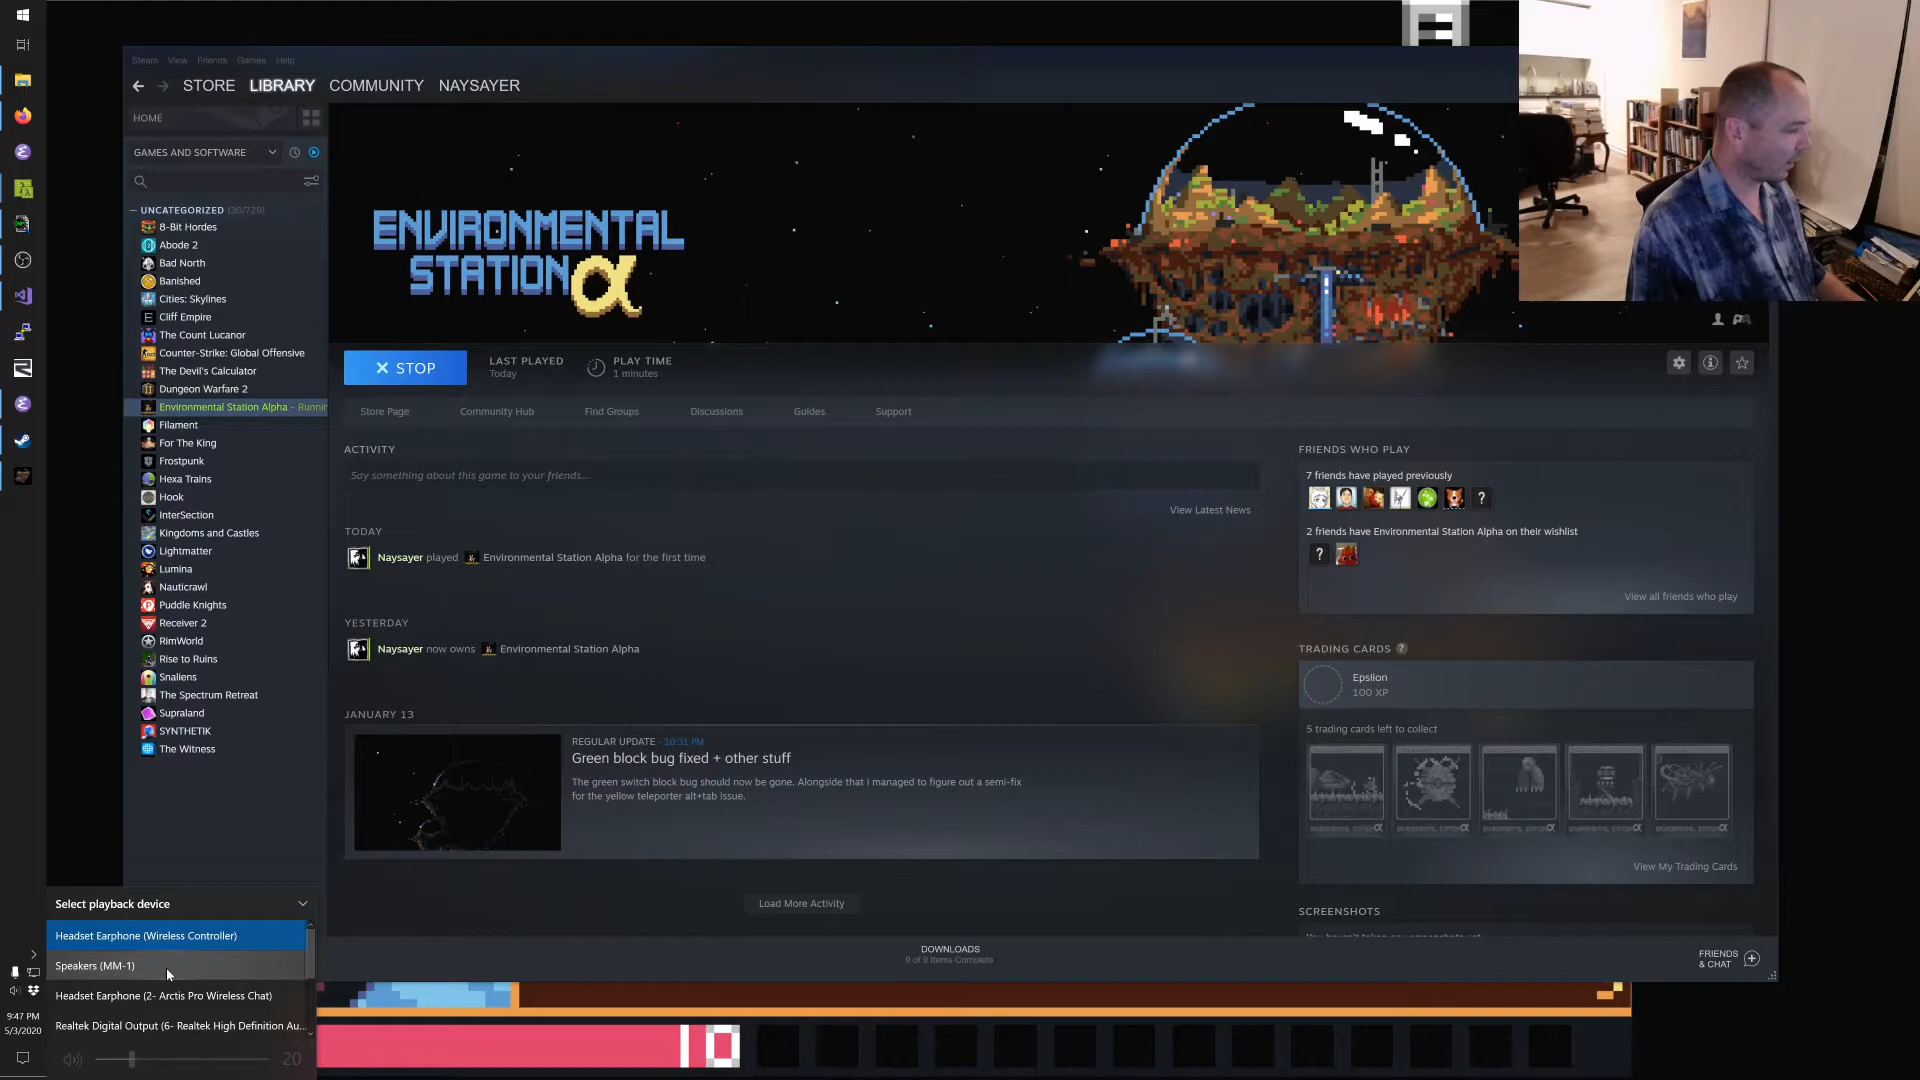 Steam View Friends Games Help
STORE LIBRARY COMMUNITY NAYSAYER
HOME
GAMES AND SOFTWARE
UNCATEGORIZED (30/729)
8-Bit Hordes
Abode 2
Bad North
Banished
Cities: Skylines
Cliff Empire
The Count Lucanor
Counter-Strike: Global Offensive
The Devil's Calculator
Dungeon Warfare 2
Environmental Station Alpha - Runnin
Filament
For The King
Frostpunk
Hexa Trains
Hook
InterSection
Kingdoms and Castles
Lightmatter
Lumina
Nauticrawl
Puddle Knights
Receiver 2
RimWorld
Rise to Ruins
Snaliens
The Spectrum Retreat
Supraland
SYNTHETIK
The Witness
ENVIRONMENTAL
STATION α
STOP
LAST PLAYED
Today
PLAY TIME
1 minutes
Store Page Community Hub Find Groups Discussions Guides Support
ACTIVITY
Say something about this game to your friends...
View Latest News
TODAY
Naysayer played Environmental Station Alpha for the first time
YESTERDAY
Naysayer now owns Environmental Station Alpha
JANUARY 13
REGULAR UPDATE - 10:31 PM
Green block bug fixed + other stuff
The green switch block bug should now be gone. Alongside that I managed to figure out a semi-fix
for the yellow teleporter alt+tab issue.
Load More Activity
FRIENDS WHO PLAY
7 friends have played previously
?
2 friends have Environmental Station Alpha on their wishlist
?
View all friends who play
TRADING CARDS ?
Epsilon
100 XP
5 trading cards left to collect
View My Trading Cards
SCREENSHOTS
DOWNLOADS
9 of 9 Items Complete
FRIENDS
& CHAT
Select playback device
Headset Earphone (Wireless Controller)
Speakers (MM-1)
Headset Earphone (2- Arctis Pro Wireless Chat)
Realtek Digital Output (6- Realtek High Definition Au...
20
9:47 PM
5/3/2020